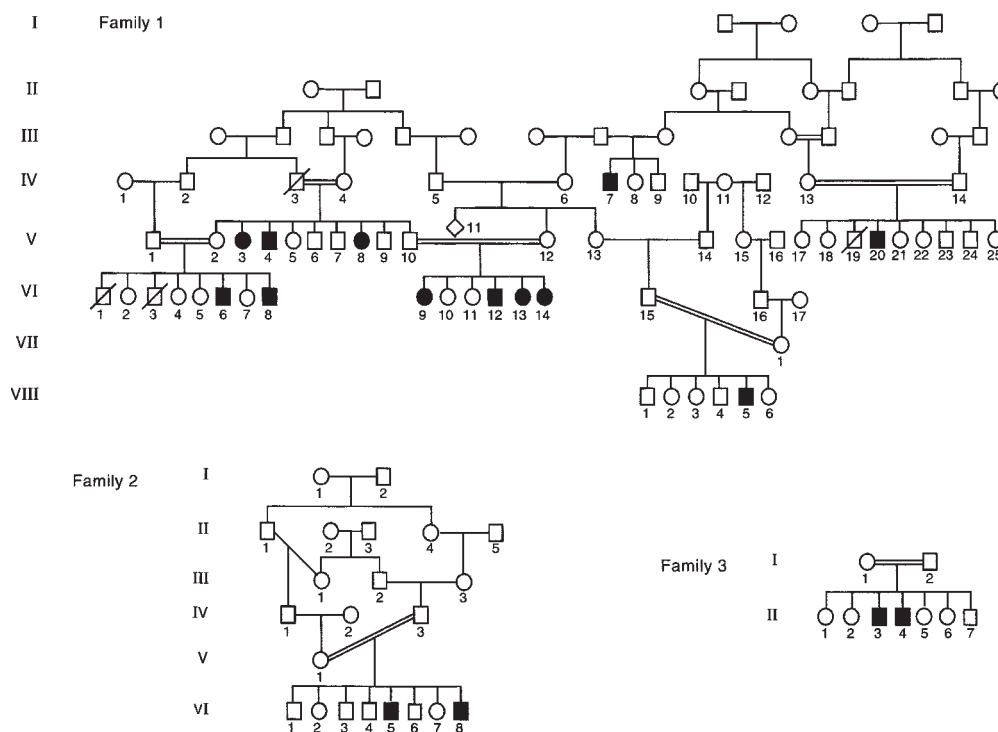 I Family 1
II
III
IV 1 2 3 4 5 6 7 8 9 10 11 12 13 14
V 1 2 3 4 5 6 7 8 9 10 11 12 13 14 15 16 17 18 19 20 21 22 23 24 25
VI 1 2 3 4 5 6 7 8 9 10 11 12 13 14 15 16 17
VII 1
VIII 1 2 3 4 5 6
Family 2
I 1 2
II 1 2 3 4 5
III 1 2 3
IV 1 2 3
V 1
VI 1 2 3 4 5 6 7 8
Family 3
I 1 2
II 1 2 3 4 5 6 7